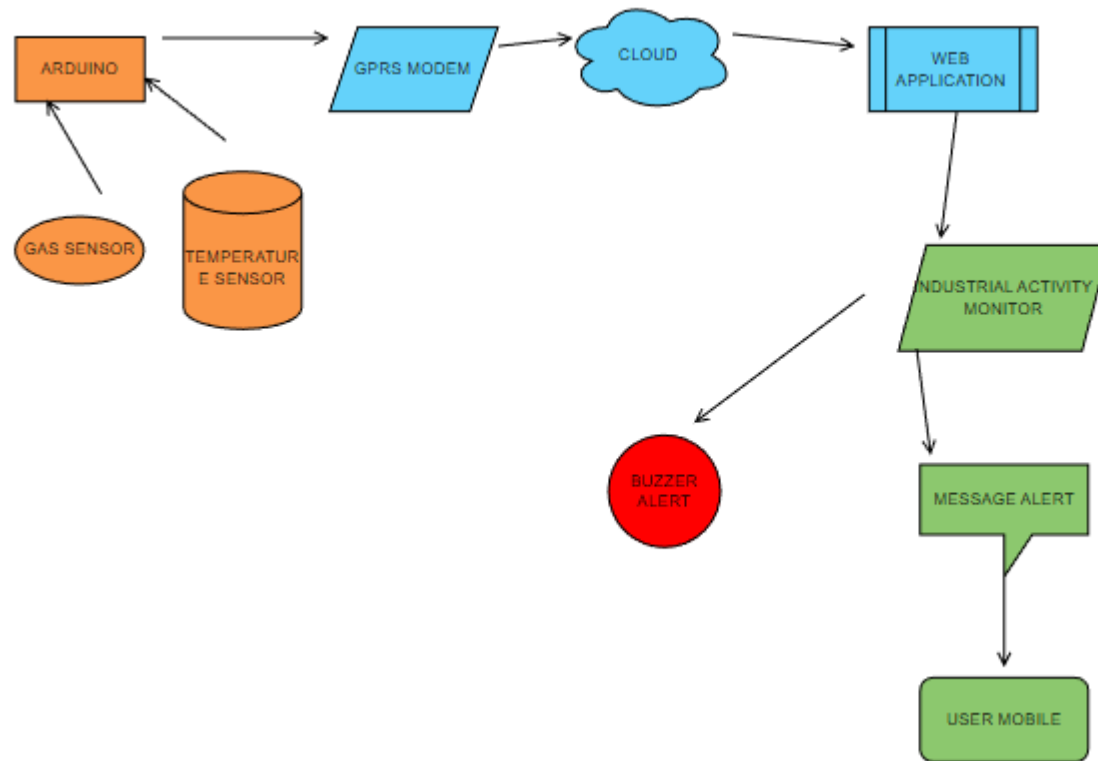 ARDUINO
GPRS MODEM
CLOUD
WEB
APPLICATION
GAS SENSOR
TEMPERATUR
E SENSOR
INDUSTRIAL ACTIVITY
MONITOR
BUZZER
ALERT
MESSAGE ALERT
USER MOBILE